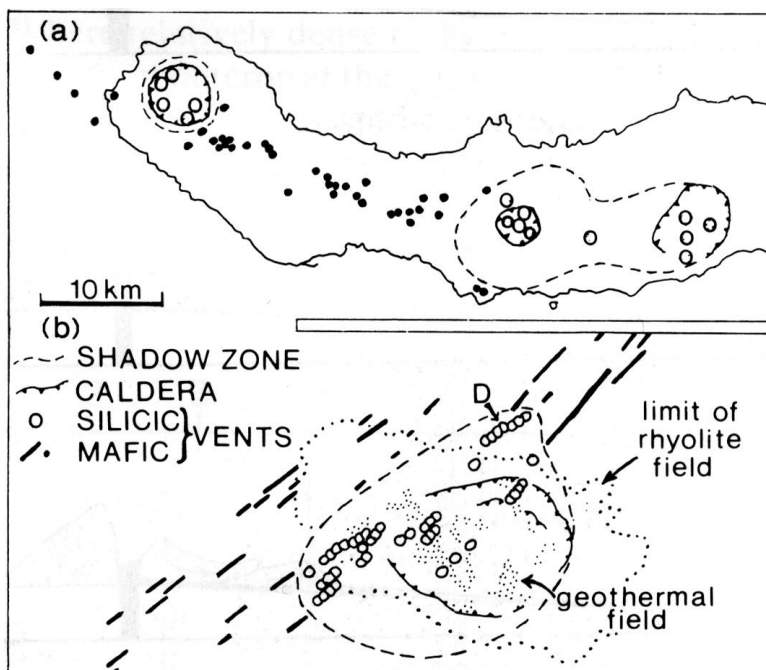 (a)
10 km
(b)
SHADOW ZONE
CALDERA
SILICIC } VENTS
MAFIC
D
limit of
rhyolite
field
geothermal
field